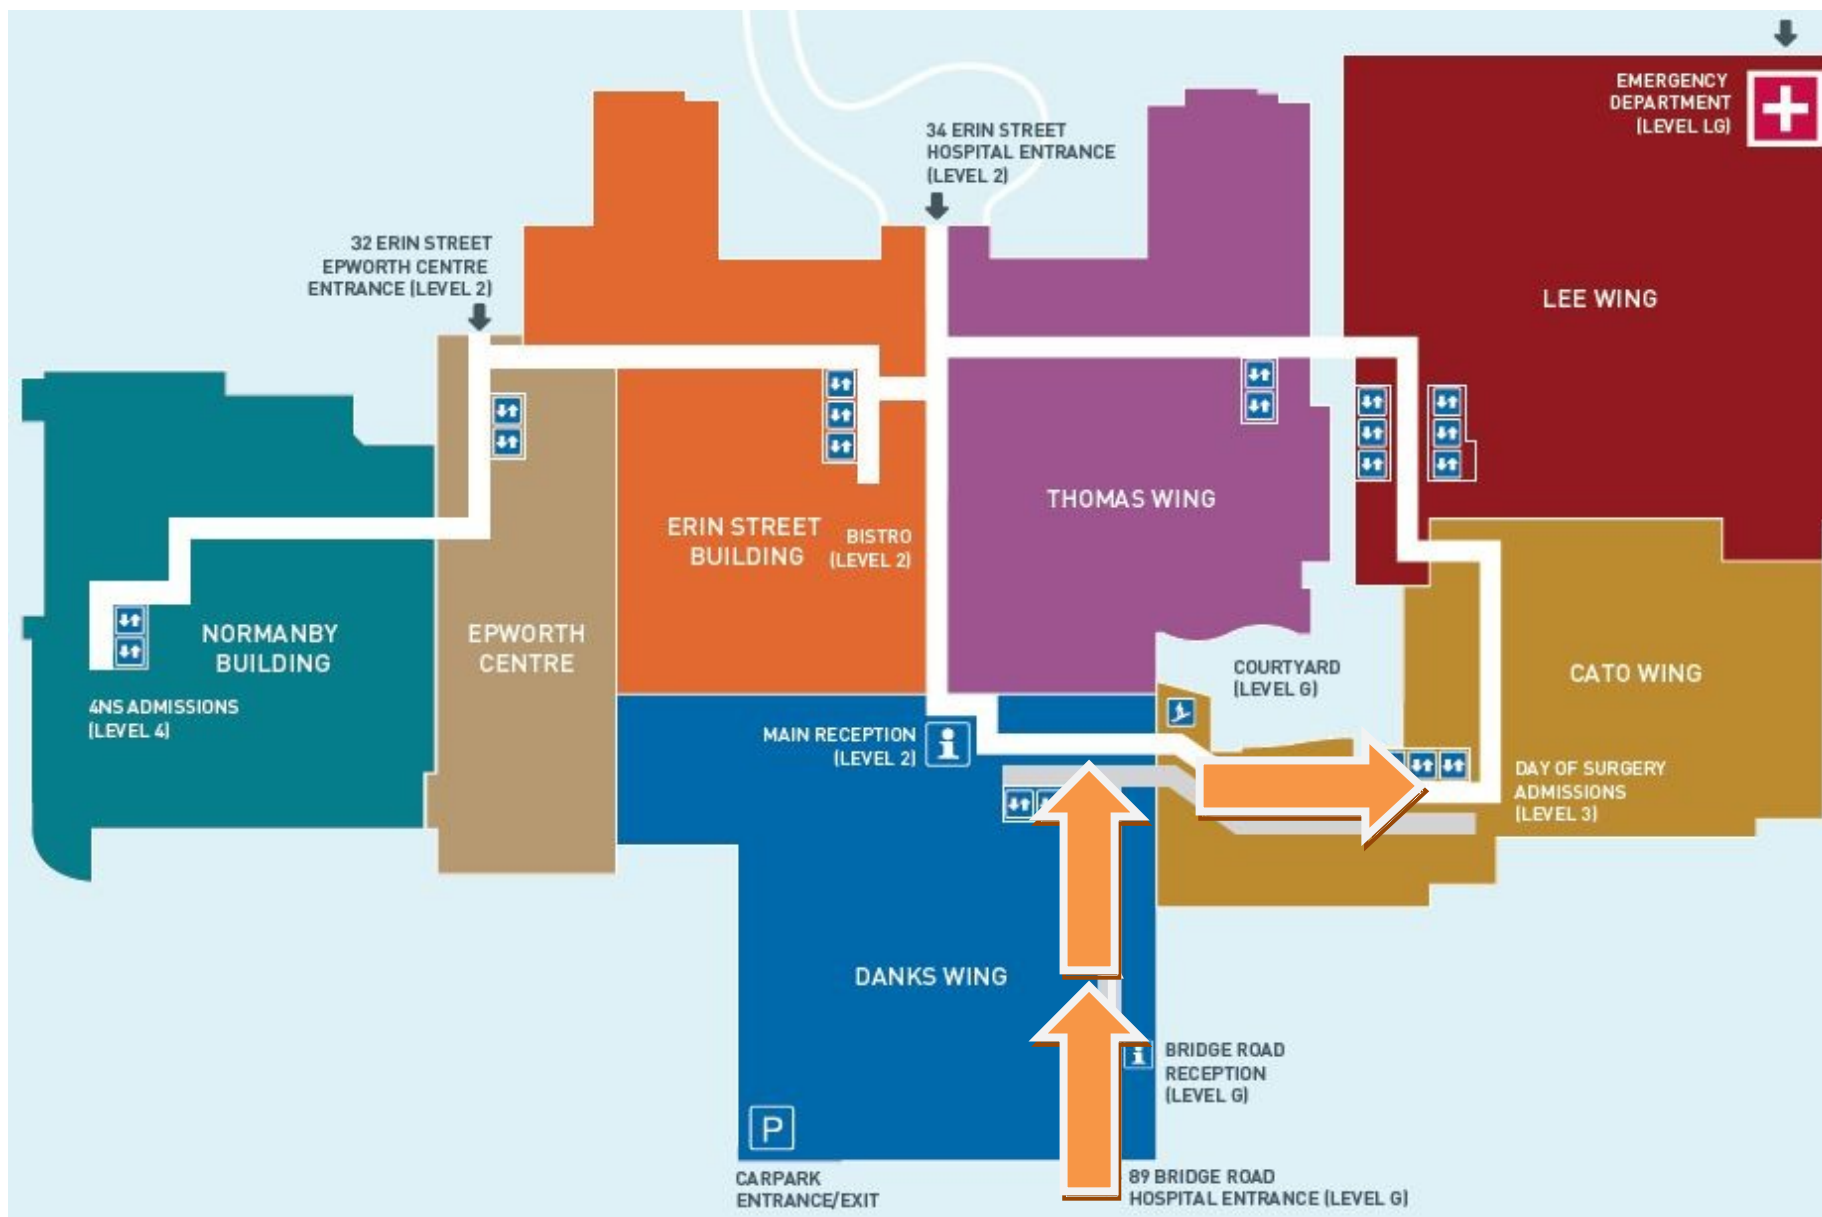 EMERGENCY
DEPARTMENT
(LEVEL LG)
34 ERIN STREET
HOSPITAL ENTRANCE
(LEVEL 2)
32 ERIN STREET
EPWORTH CENTRE
ENTRANCE (LEVEL 2)
LEE WING
THOMAS WING
ERIN STREET
BUILDING
BISTRO
(LEVEL 2)
NORMANBY
BUILDING
EPWORTH
CENTRE
COURTYARD
(LEVEL G)
CATO WING
4NS ADMISSIONS
(LEVEL 4)
MAIN RECEPTION
(LEVEL 2)
i
DAY OF SURGERY
ADMISSIONS
(LEVEL 3)
DANKS WING
i
BRIDGE ROAD
RECEPTION
(LEVEL G)
P
CARPARK
ENTRANCE/EXIT
89 BRIDGE ROAD
HOSPITAL ENTRANCE (LEVEL G)